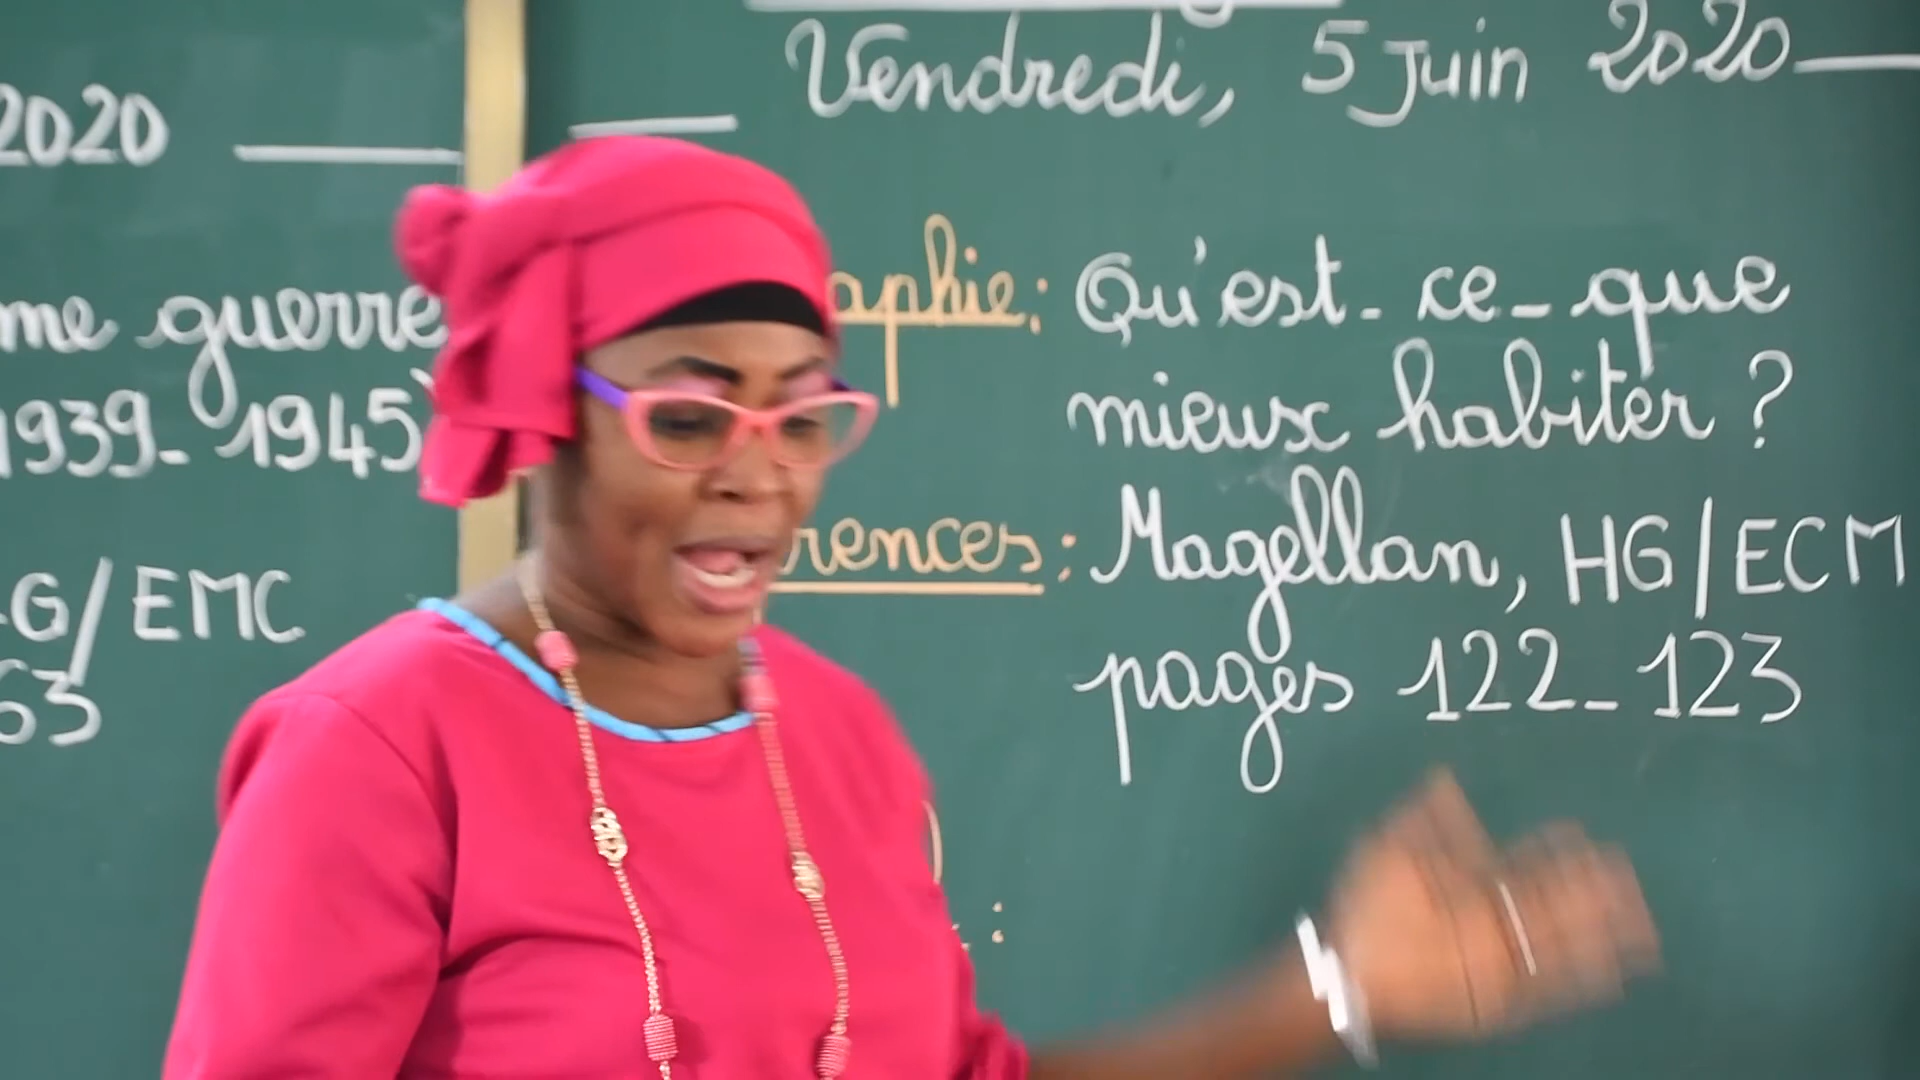 2020
me guerre
1939-1945)
G/EMC
63
Vendredi, 5 Juin 2020
aphie: Qu'est-ce-que
mieux habiter ?
rences: Magellan, HG/ECM
pages 122-123
: